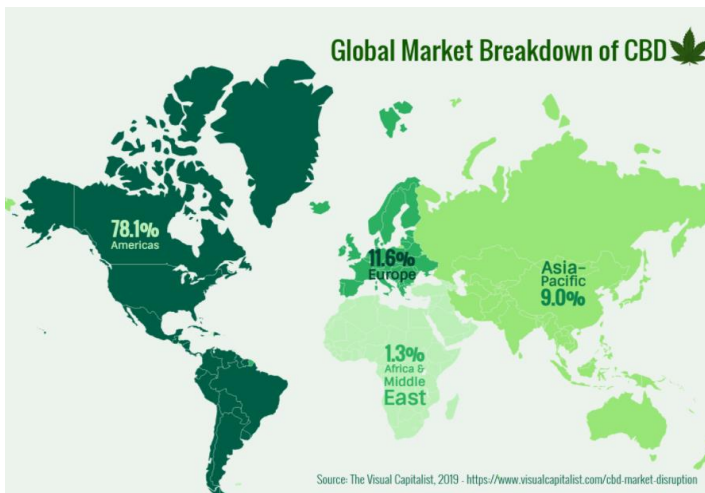 Global Market Breakdown of CBD
78.1%
Americas
11.6%
Europe
Asia-
Pacific
9.0%
1.3%
Africa &
Middle
East
Source: The Visual Capitalist, 2019 - https://www.visualcapitalist.com/cbd-market-disruption